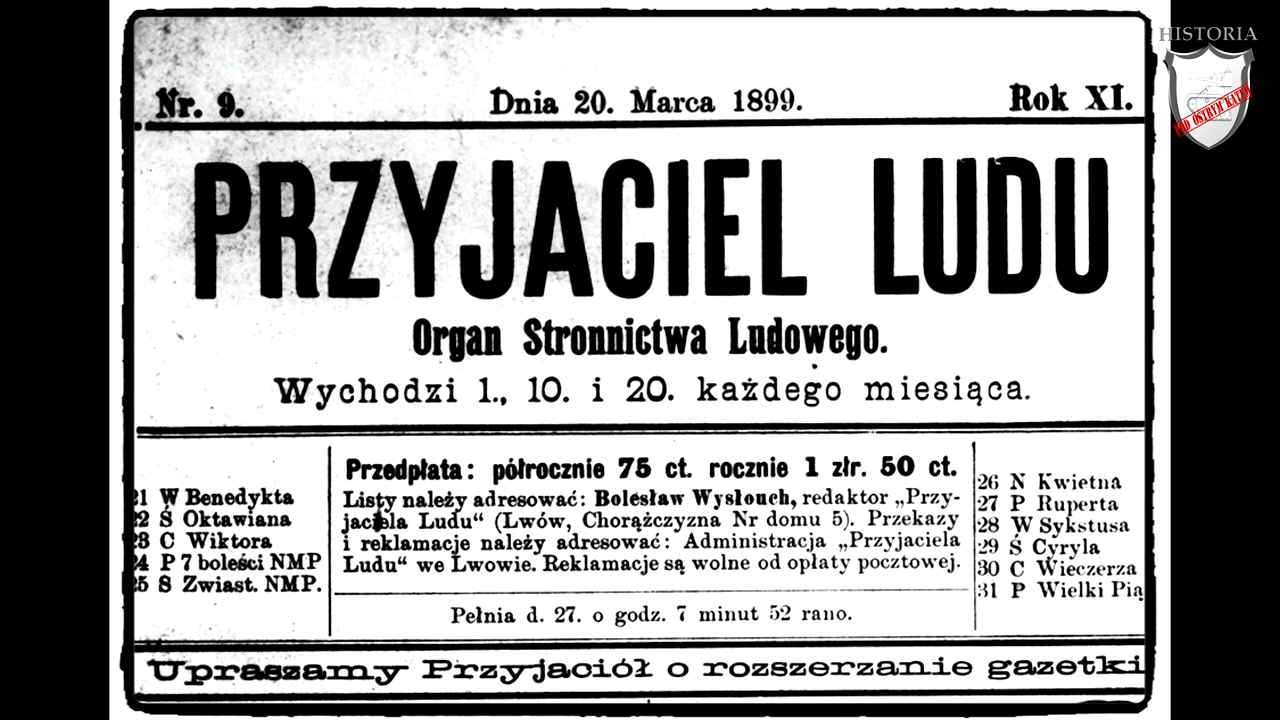 HISTORIA
POD OSTRYM KĄTEM
Nr. 9. Dnia 20. Marca 1899. Rok XI.
PRZYJACIEL LUDU
Organ Stronnictwa Ludowego.
Wychodzi 1., 10. i 20. każdego miesiąca.
21 W Benedykta
22 Ś Oktawiana
23 C Wiktora
24 P 7 boleści NMP
25 S Zwiast. NMP.
Przedpłata: półrocznie 75 ct. rocznie 1 złr. 50 ct.
Listy należy adresować: Bolesław Wysłouch, redaktor „Przy-
jaciela Ludu“ (Lwów, Chorążczyzna Nr domu 5). Przekazy
i reklamacje należy adresować: Administracja „Przyjaciela
Ludu“ we Lwowie. Reklamacje są wolne od opłaty pocztowej.
Pełnia d. 27. o godz. 7 minut 52 rano.
26 N Kwietna
27 P Ruperta
28 W Sykstusa
29 Ś Cyryla
30 C Wieczerza
31 P Wielki Pią
Upraszamy Przyjaciół o rozszerzanie gazetki